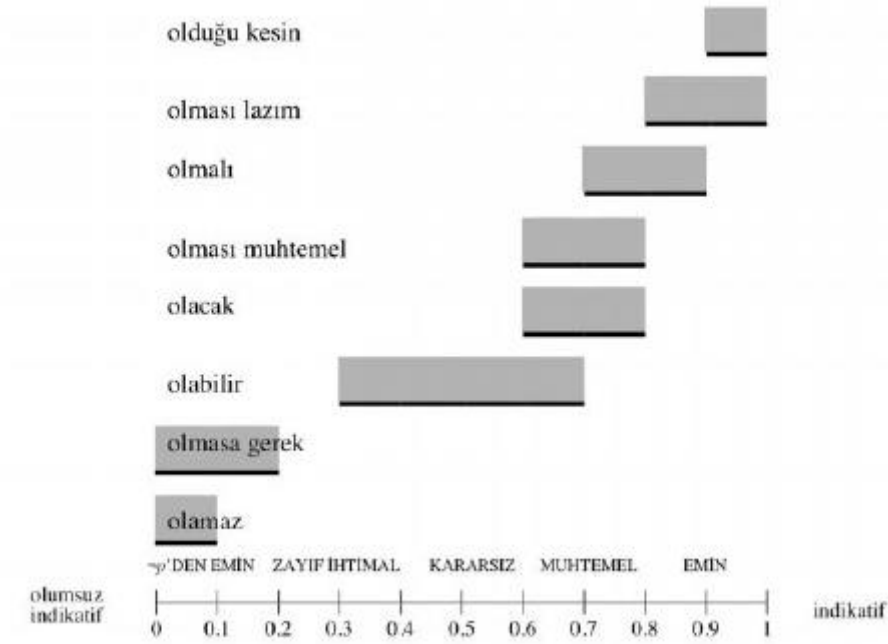 olduğu kesin
olması lazım
olmalı
olması muhtemel
olacak
olabilir
olmasa gerek
olamaz
¬p'DEN EMİN ZAYIF İHTİMAL KARARSIZ MUHTEMEL EMİN
olumsuz
indikatif
0 0.1 0.2 0.3 0.4 0.5 0.6 0.7 0.8 0.9 1
indikatif